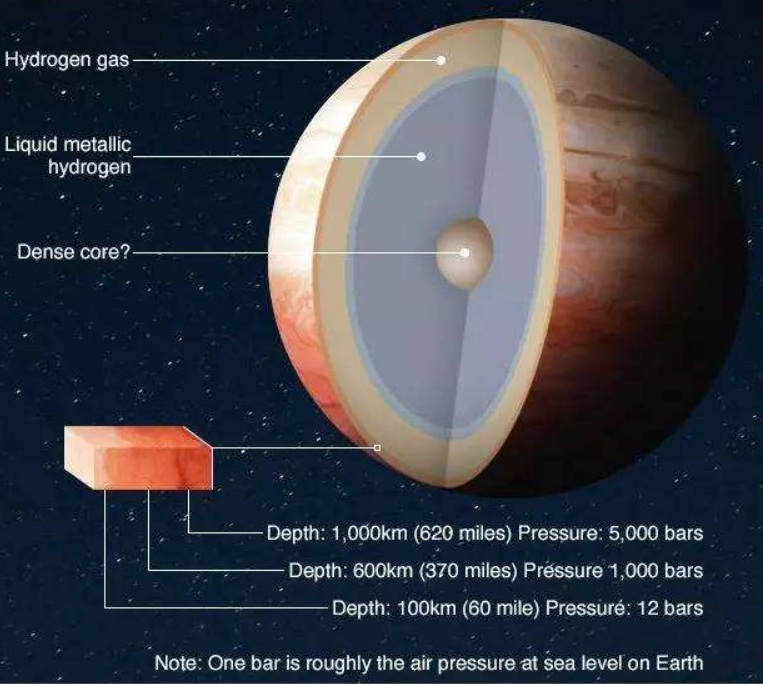 Hydrogen gas
Liquid metallic
hydrogen
Dense core?
Depth: 1,000km (620 miles) Pressure: 5,000 bars
Depth: 600km (370 miles) Pressure 1,000 bars
Depth: 100km (60 mile) Pressure: 12 bars
Note: One bar is roughly the air pressure at sea level on Earth